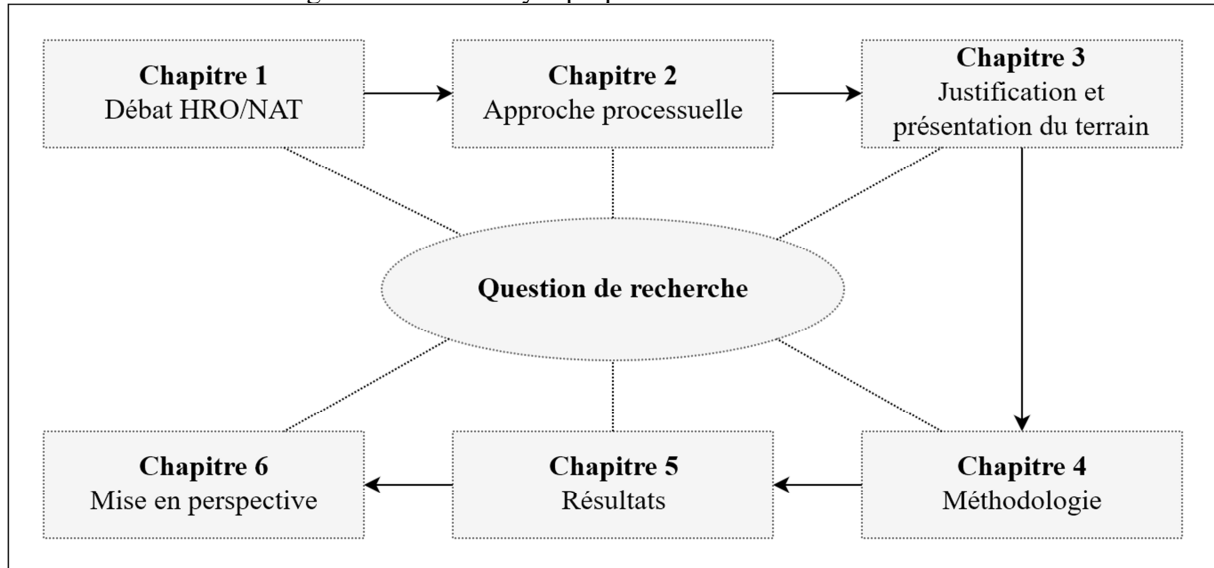 Chapitre 1
Débat HRO/NAT
Chapitre 2
Approche processuelle
Chapitre 3
Justification et
présentation du terrain
Question de recherche
Chapitre 6
Mise en perspective
Chapitre 5
Résultats
Chapitre 4
Méthodologie